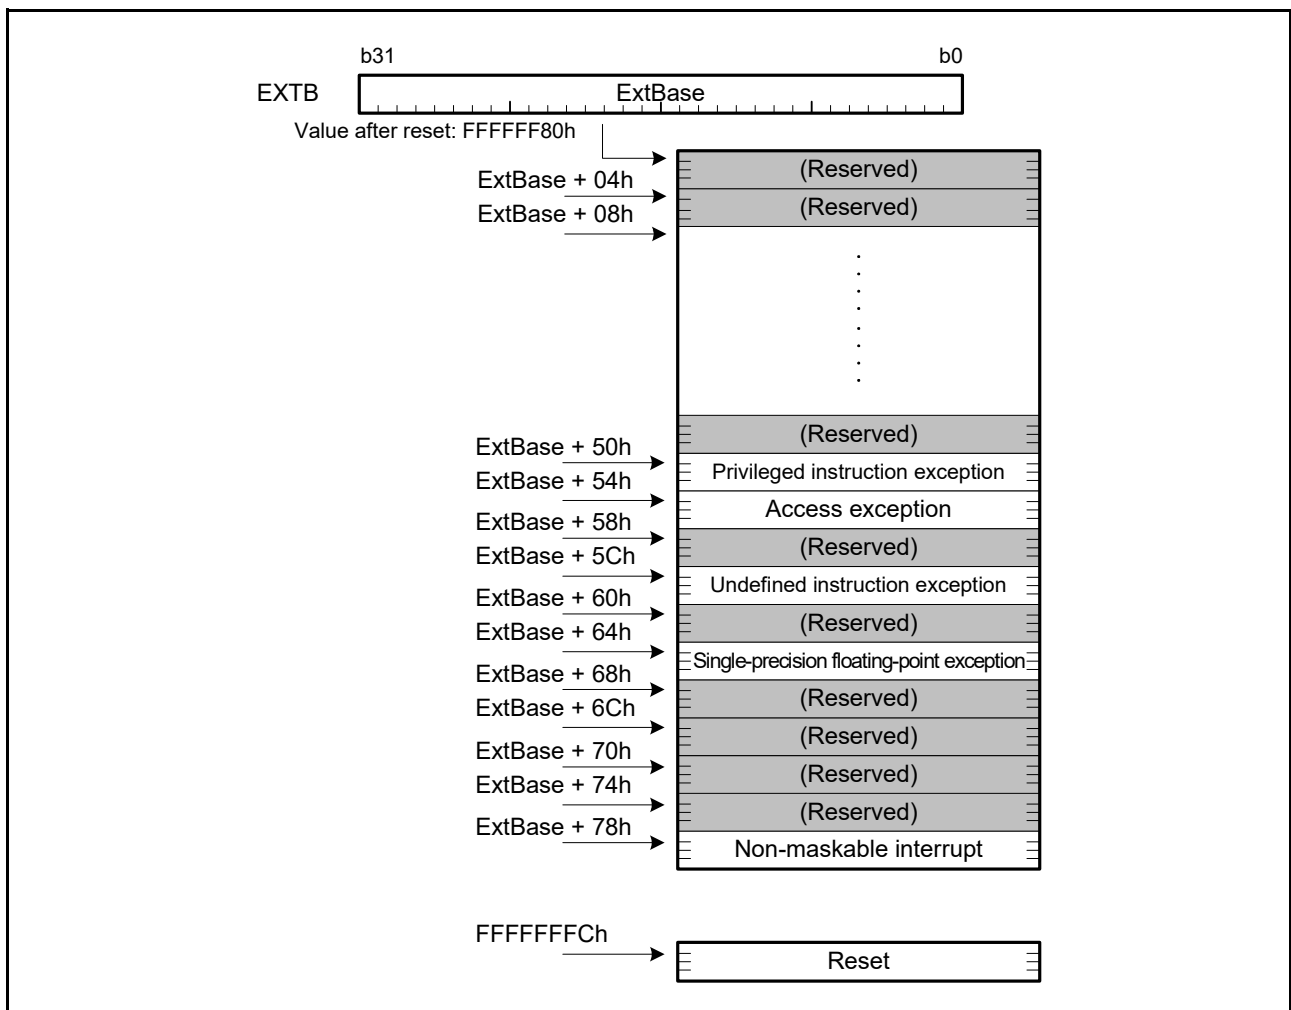 b31 b0
EXTB ExtBase
Value after reset: FFFFFF80h
(Reserved)
ExtBase + 04h
(Reserved)
ExtBase + 08h
(Reserved)
ExtBase + 50h
Privileged instruction exception
ExtBase + 54h
Access exception
ExtBase + 58h
(Reserved)
ExtBase + 5Ch
Undefined instruction exception
ExtBase + 60h
(Reserved)
ExtBase + 64h
Single-precision floating-point exception
ExtBase + 68h
(Reserved)
ExtBase + 6Ch
(Reserved)
ExtBase + 70h
(Reserved)
ExtBase + 74h
(Reserved)
ExtBase + 78h
Non-maskable interrupt
FFFFFFFCh
Reset